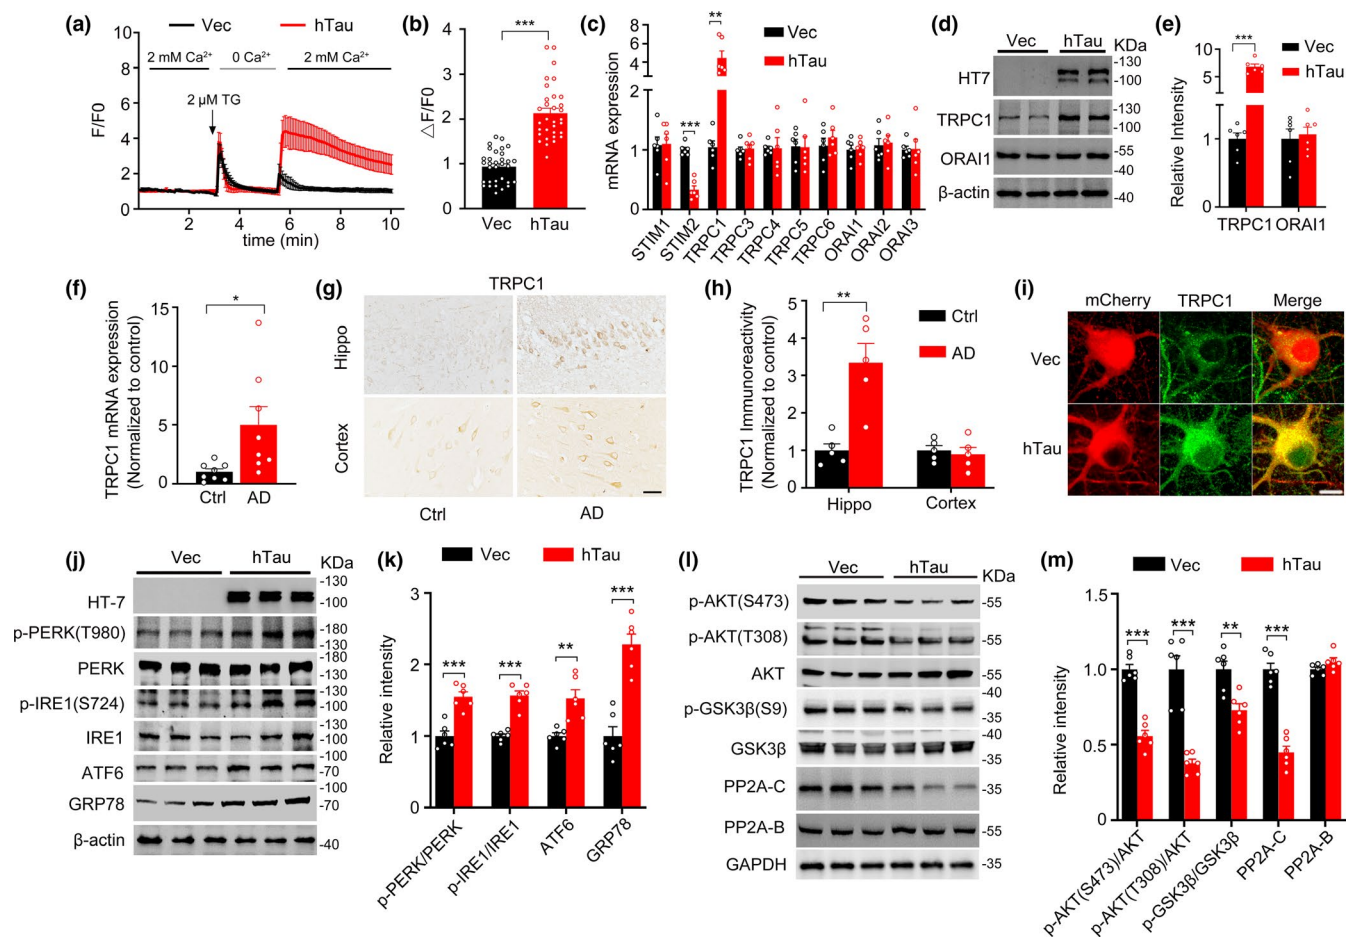 (a)
Vec
hTau
F/F0
10
8
6
4
2
0
2 mM Ca²⁺
0 Ca²⁺
2 mM Ca²⁺
2 µM TG
2 4 6 8 10
time (min)
(b)
△F/F0
4
3
2
1
0
***
Vec hTau
(c)
mRNA expression
8
6
4
2
2
1
0
***
**
Vec
hTau
STIM1 STIM2 TRPC1 TRPC3 TRPC4 TRPC5 TRPC6 ORAI1 ORAI2 ORAI3
(d)
Vec hTau KDa
HT7 -130 -100
TRPC1 -130 -100
ORAI1 -55 -40
β-actin -40
(e)
Relative Intensity
10
5
1
0
***
Vec
hTau
TRPC1 ORAI1
(f)
TRPC1 mRNA expression
(Normalized to control)
15
10
5
0
*
Ctrl AD
(g)
TRPC1
Hippo
Cortex
Ctrl AD
(h)
TRPC1 Immunoreactivity
(Normalized to control)
5
4
3
2
1
0
**
Ctrl
AD
Hippo Cortex
(i)
mCherry TRPC1 Merge
Vec
hTau
(j)
Vec hTau KDa
HT-7 -130 -100
p-PERK(T980) -180 -130
PERK -180 -130
p-IRE1(S724) -130 -100
IRE1 -130 -100
ATF6 -100 -70
GRP78 -100 -70
β-actin -40
(k)
Vec
hTau
Relative intensity
3
2
1
0
***
***
**
***
p-PERK/PERK p-IRE1//IRE1 ATF6 GRP78
(l)
Vec hTau KDa
p-AKT(S473) -55
p-AKT(T308) -55
AKT -55
p-GSK3β(S9) -40 -35
GSK3β -40 -35
PP2A-C -35
PP2A-B -55
GAPDH -35
(m)
Vec
hTau
Relative intensity
1.5
1.0
0.5
0
***
***
**
***
p-AKT(S473)/AKT p-AKT(T308)/AKT p-GSK3β/GSK3β PP2A-C PP2A-B